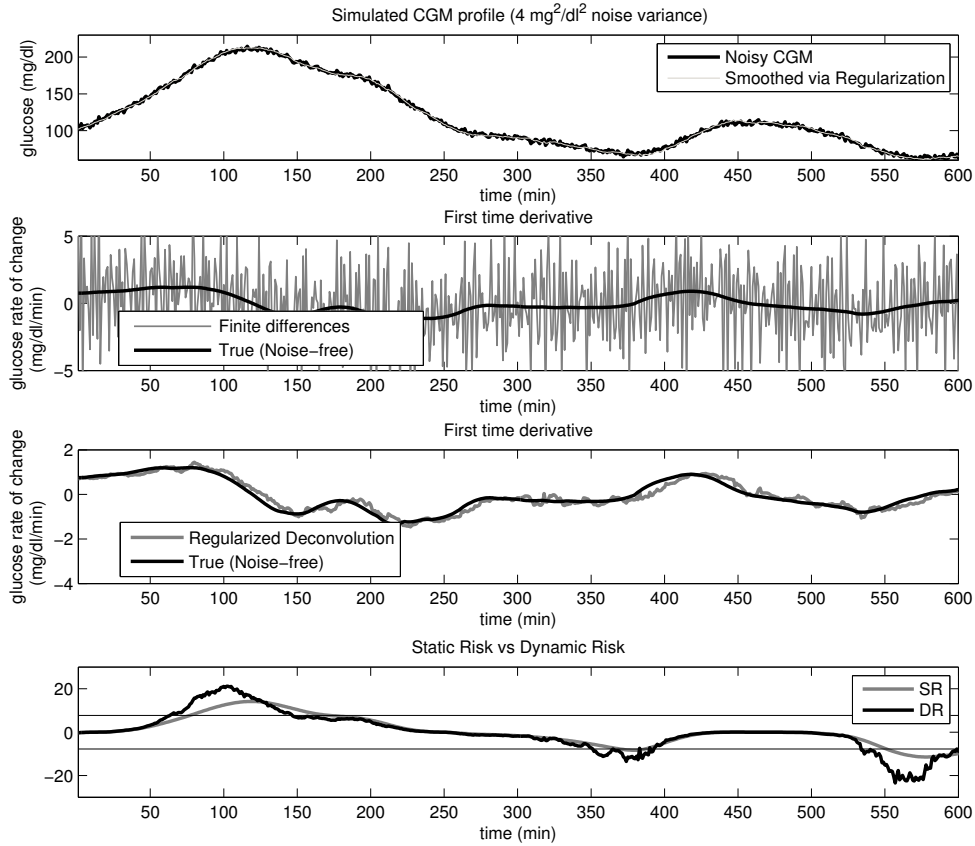 Simulated CGM profile (4 mg²/dl² noise variance)
glucose (mg/dl)
200
150
100
Noisy CGM
Smoothed via Regularization
50 100 150 200 250 300 350 400 450 500 550 600
time (min)
First time derivative
glucose rate of change
(mg/dl/min)
5
0
−5
Finite differences
True (Noise−free)
50 100 150 200 250 300 350 400 450 500 550 600
time (min)
First time derivative
glucose rate of change
(mg/dl/min)
2
0
−2
−4
Regularized Deconvolution
True (Noise−free)
50 100 150 200 250 300 350 400 450 500 550 600
time (min)
Static Risk vs Dynamic Risk
20
0
−20
SR
DR
50 100 150 200 250 300 350 400 450 500 550 600
time (min)